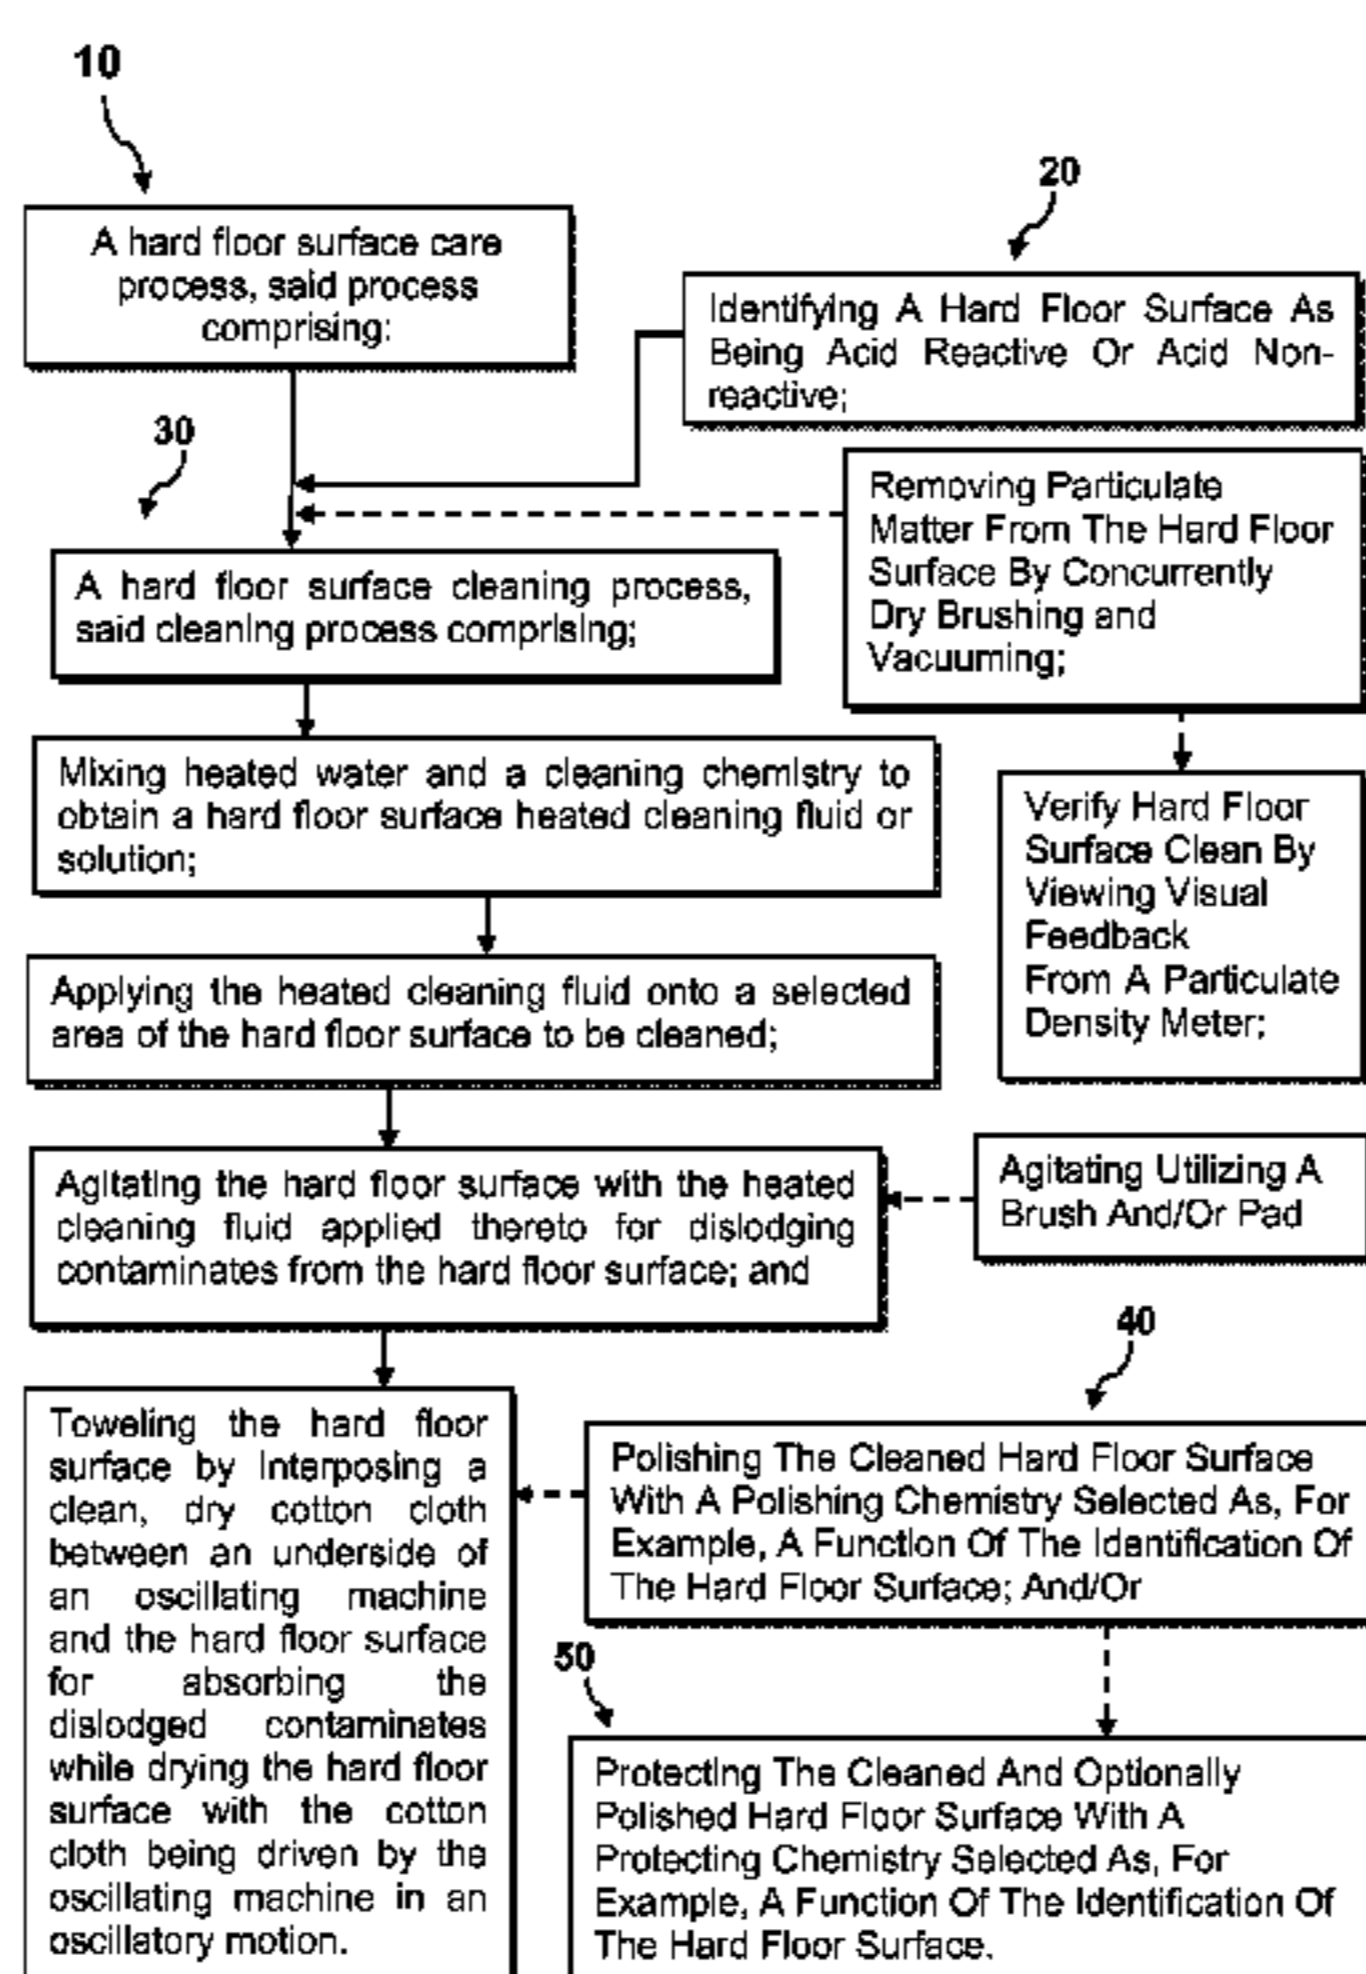 10
A hard floor surface care
process, said process
comprising:
20
Identifying A Hard Floor Surface As
Being Acid Reactive Or Acid Non-
reactive;
30
Removing Particulate
Matter From The Hard Floor
Surface By Concurrently
Dry Brushing and
Vacuuming;
A hard floor surface cleaning process,
said cleaning process comprising;
Mixing heated water and a cleaning chemistry to
obtain a hard floor surface heated cleaning fluid or
solution;
Verify Hard Floor
Surface Clean By
Viewing Visual
Feedback
From A Particulate
Density Meter;
Applying the heated cleaning fluid onto a selected
area of the hard floor surface to be cleaned;
Agitating the hard floor surface with the heated
cleaning fluid applied thereto for dislodging
contaminates from the hard floor surface; and
Agitating Utilizing A
Brush And/Or Pad
40
Toweling the hard floor
surface by interposing a
clean, dry cotton cloth
between an underside of
an oscillating machine
and the hard floor surface
for absorbing the
dislodged contaminates
while drying the hard floor
surface with the cotton
cloth being driven by the
oscillating machine in an
oscillatory motion.
Polishing The Cleaned Hard Floor Surface
With A Polishing Chemistry Selected As, For
Example, A Function Of The Identification Of
The Hard Floor Surface; And/Or
50
Protecting The Cleaned And Optionally
Polished Hard Floor Surface With A
Protecting Chemistry Selected As, For
Example, A Function Of The Identification Of
The Hard Floor Surface.